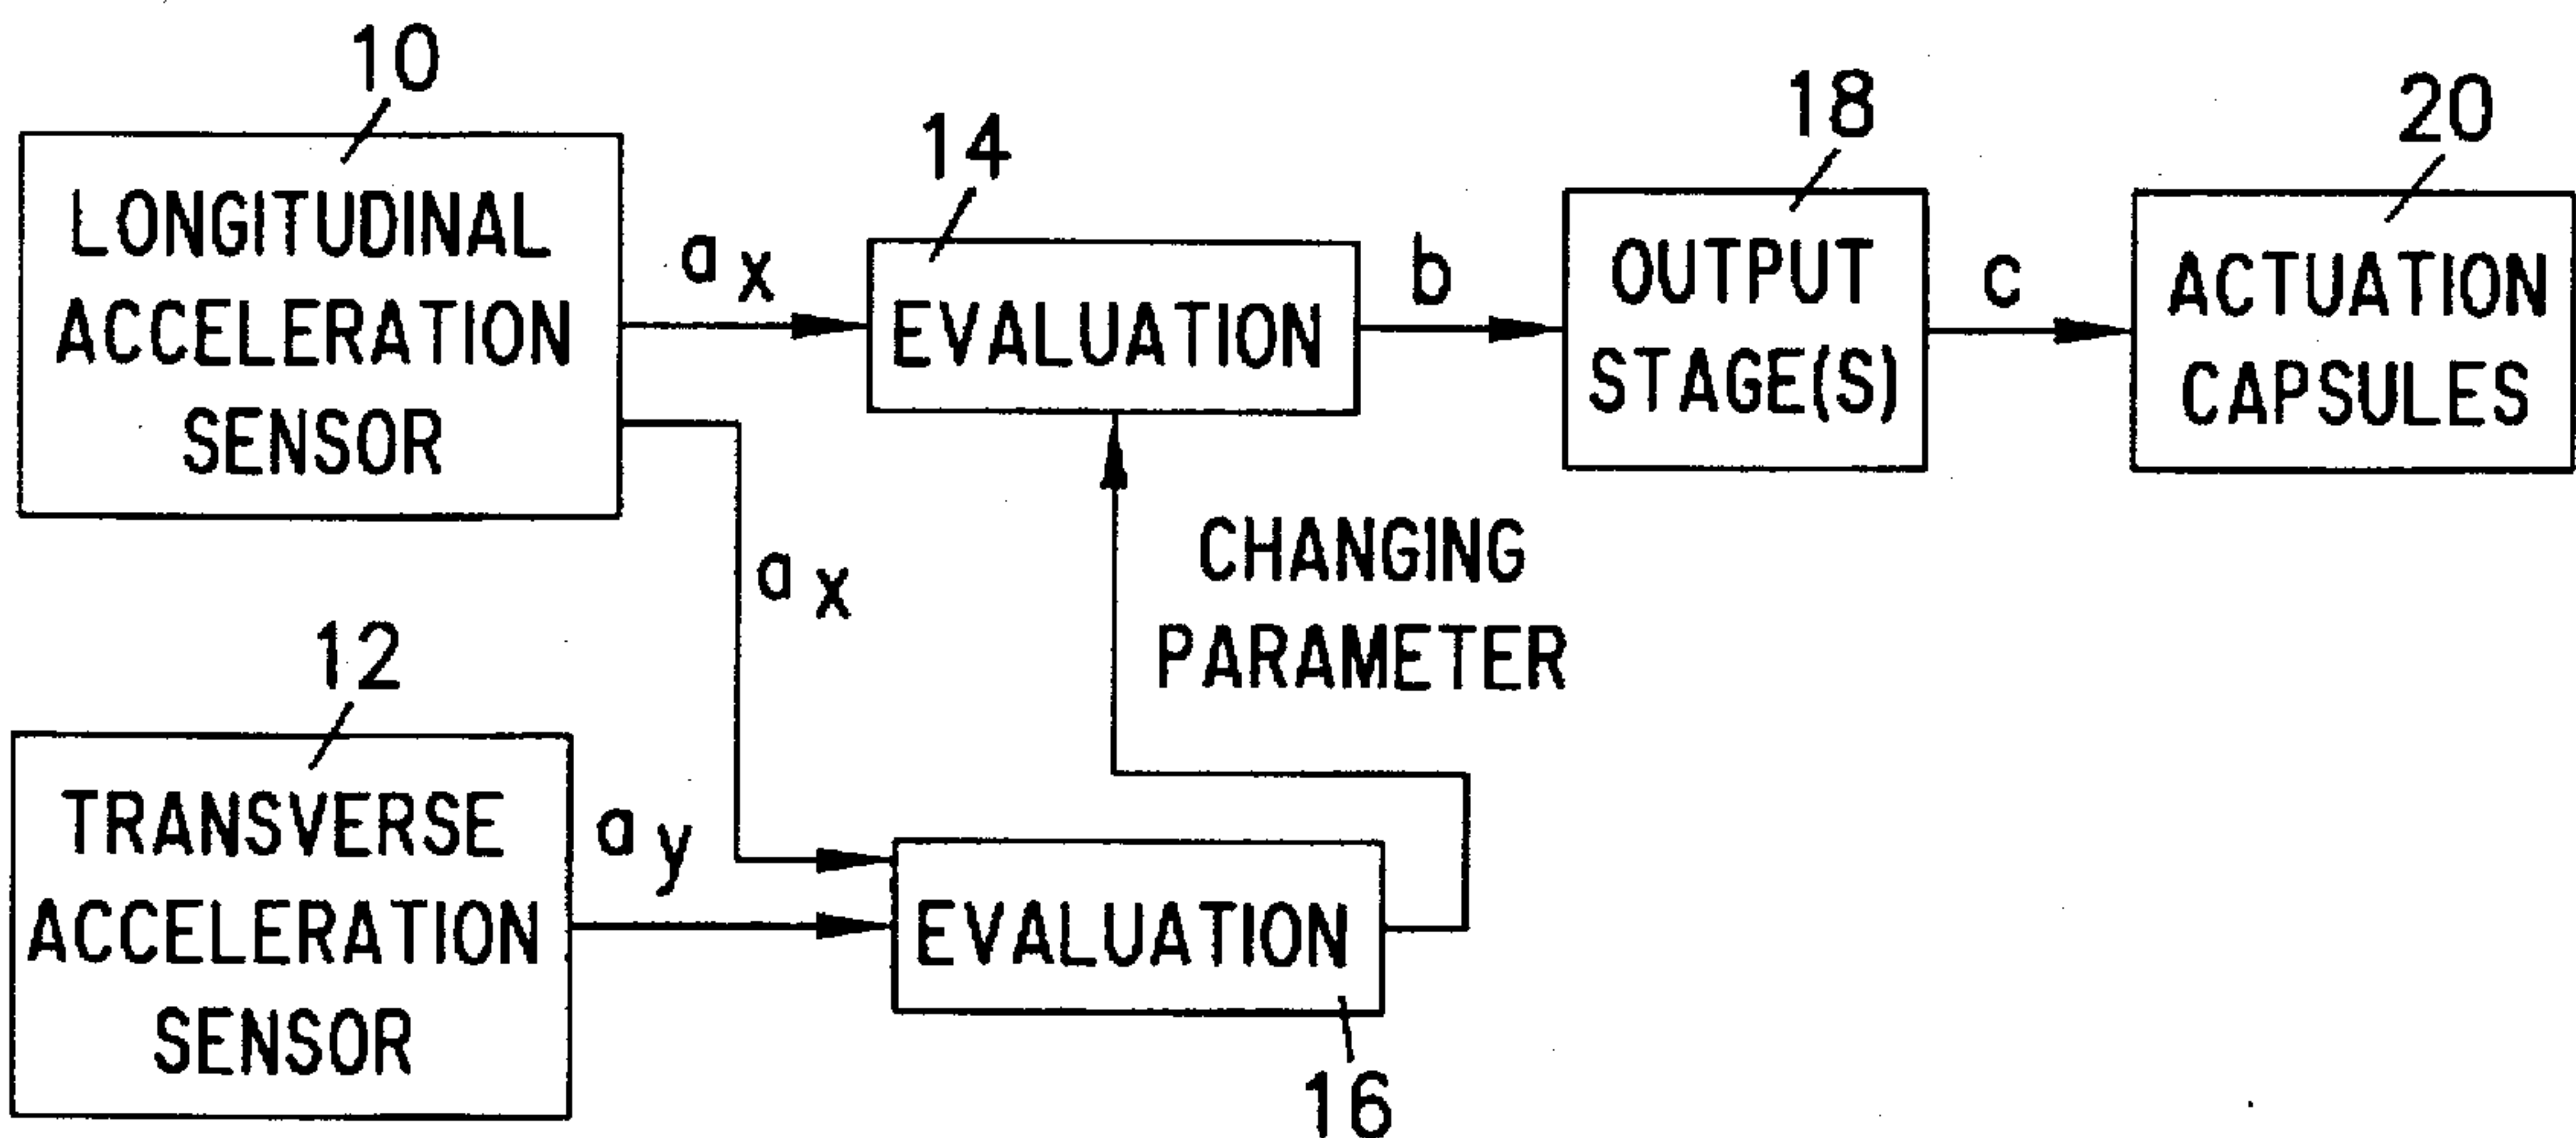 10
LONGITUDINAL
ACCELERATION
SENSOR
a x
14
EVALUATION
b
18
OUTPUT
STAGE(S)
c
20
ACTUATION
CAPSULES
a x
CHANGING
PARAMETER
12
TRANSVERSE
ACCELERATION
SENSOR
a y
EVALUATION
16